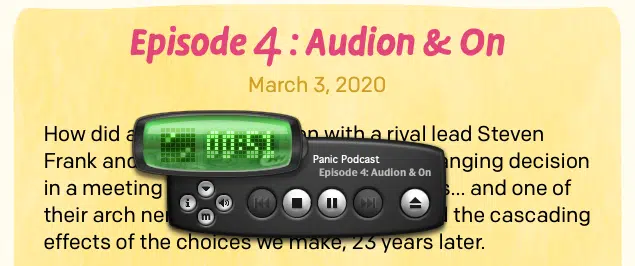 Episode 4 : Audion & On
March 3, 2020
How did a with a rival lead Steven
00:51
Panic Podcast
Frank and anging decision
Episode 4: Audion & On
in a meeting s... and one of
their arch the cascading
i
m
effects of the choices we make, 23 years later.